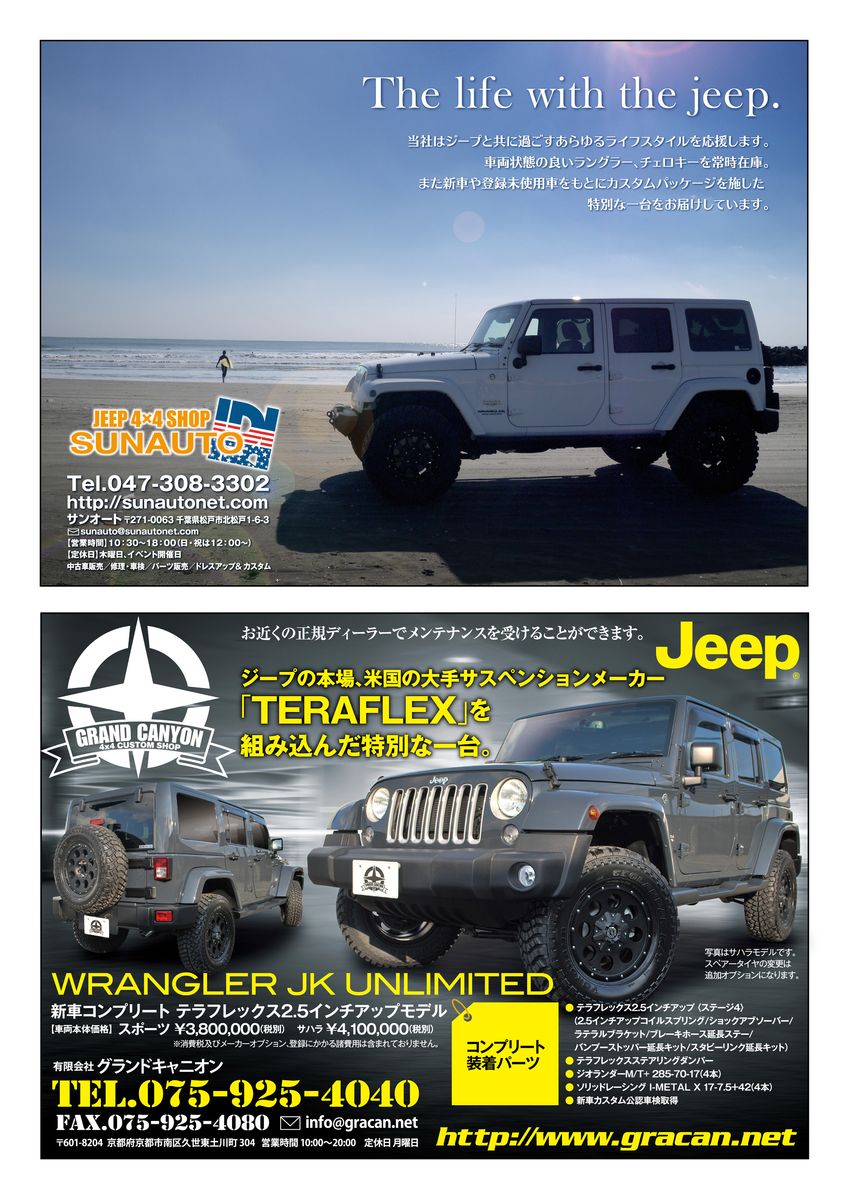 The life with the jeep.
当社はジープと共に過ごすあらゆるライフスタイルを応援します。
車両状態の良いラングラー、チェロキーを常時在庫。
また新車や登録未使用車をもとにカスタムパッケージを施した
特別な一台をお届けしています。
JEEP 4×4 SHOP
SUNAUTO
Tel.047-308-3302
http://sunautonet.com
サンオート 〒271-0063 千葉県松戸市北松戸1-6-3
sunauto@sunautonet.com
【営業時間】10:30〜18:00(日・祝は12:00〜)
【定休日】木曜日、イベント開催日
中古車販売／修理・車検／パーツ販売／ドレスアップ& カスタム
お近くの正規ディーラーでメンテナンスを受けることができます。
Jeep®
ジープの本場、米国の大手サスペンションメーカー
「TERAFLEX」を
組み込んだ特別な一台。
GRAND CANYON
4x4 CUSTOM SHOP
Jeep
GRAND CANYON
写真はサハラモデルです。
スペアータイヤの変更は
追加オプションになります。
WRANGLER JK UNLIMITED
新車コンプリート テラフレックス2.5インチアップモデル
【車両本体価格】 スポーツ ¥3,800,000(税別) サハラ ¥4,100,000(税別)
※消費税及びメーカーオプション、登録にかかる諸費用は含まれておりません。
コンプリート
装着パーツ
● テラフレックス2.5インチアップ (ステージ4)
(2.5インチアップコイルスプリング/ショックアブソーバー/
ラテラルブラケット/ブレーキホース延長ステー/
バンプーストッパー延長キット/スタビーリンク延長キット)
● テラフレックスステアリングダンパー
● ジオランダーM/T+ 285-70-17(4本)
● ソリッドレーシング I-METAL X 17-7.5+42(4本)
● 新車カスタム公認車検取得
有限会社 グランドキャニオン
TEL.075-925-4040
FAX.075-925-4080 info@gracan.net
〒601-8204 京都府京都市南区久世東土川町 304 営業時間 10:00〜20:00 定休日 月曜日
http://www.gracan.net